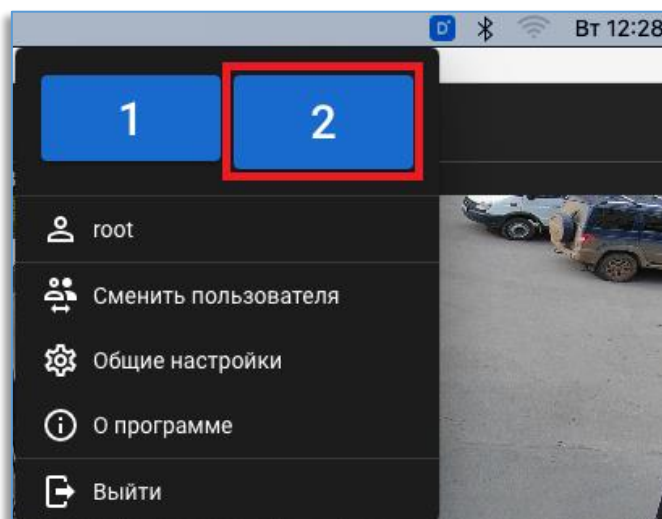 D Вт 12:28
1 2
root
Сменить пользователя
Общие настройки
О программе
Выйти